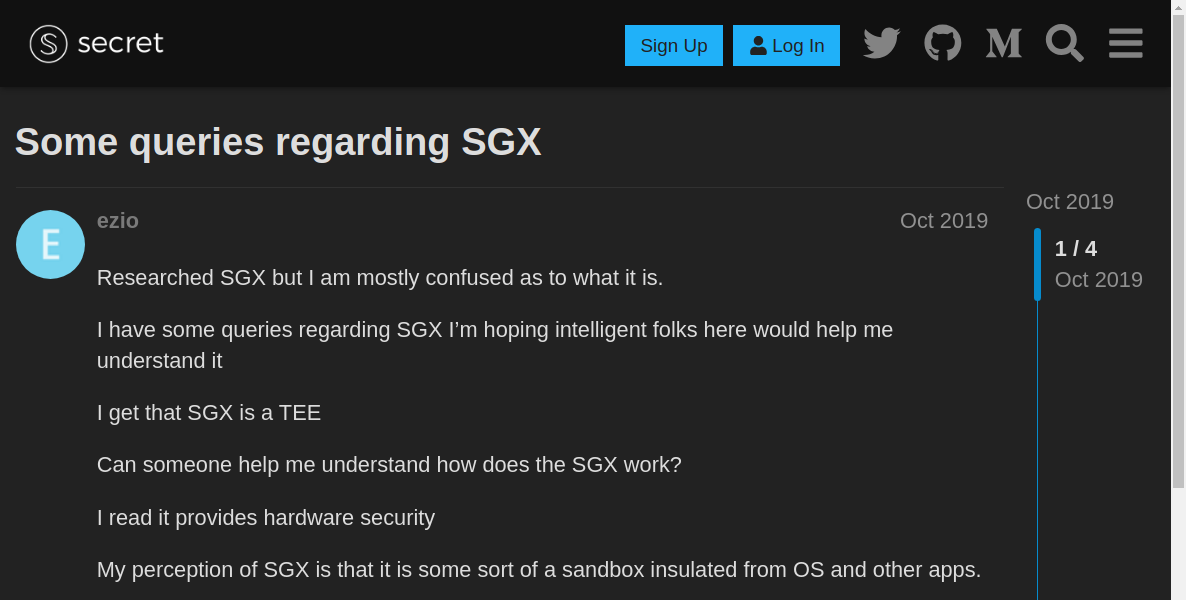 secret
Sign Up
Log In
Some queries regarding SGX
Oct 2019
E
ezio
Oct 2019
1 / 4
Oct 2019
Researched SGX but I am mostly confused as to what it is.
I have some queries regarding SGX I’m hoping intelligent folks here would help me
understand it
I get that SGX is a TEE
Can someone help me understand how does the SGX work?
I read it provides hardware security
My perception of SGX is that it is some sort of a sandbox insulated from OS and other apps.